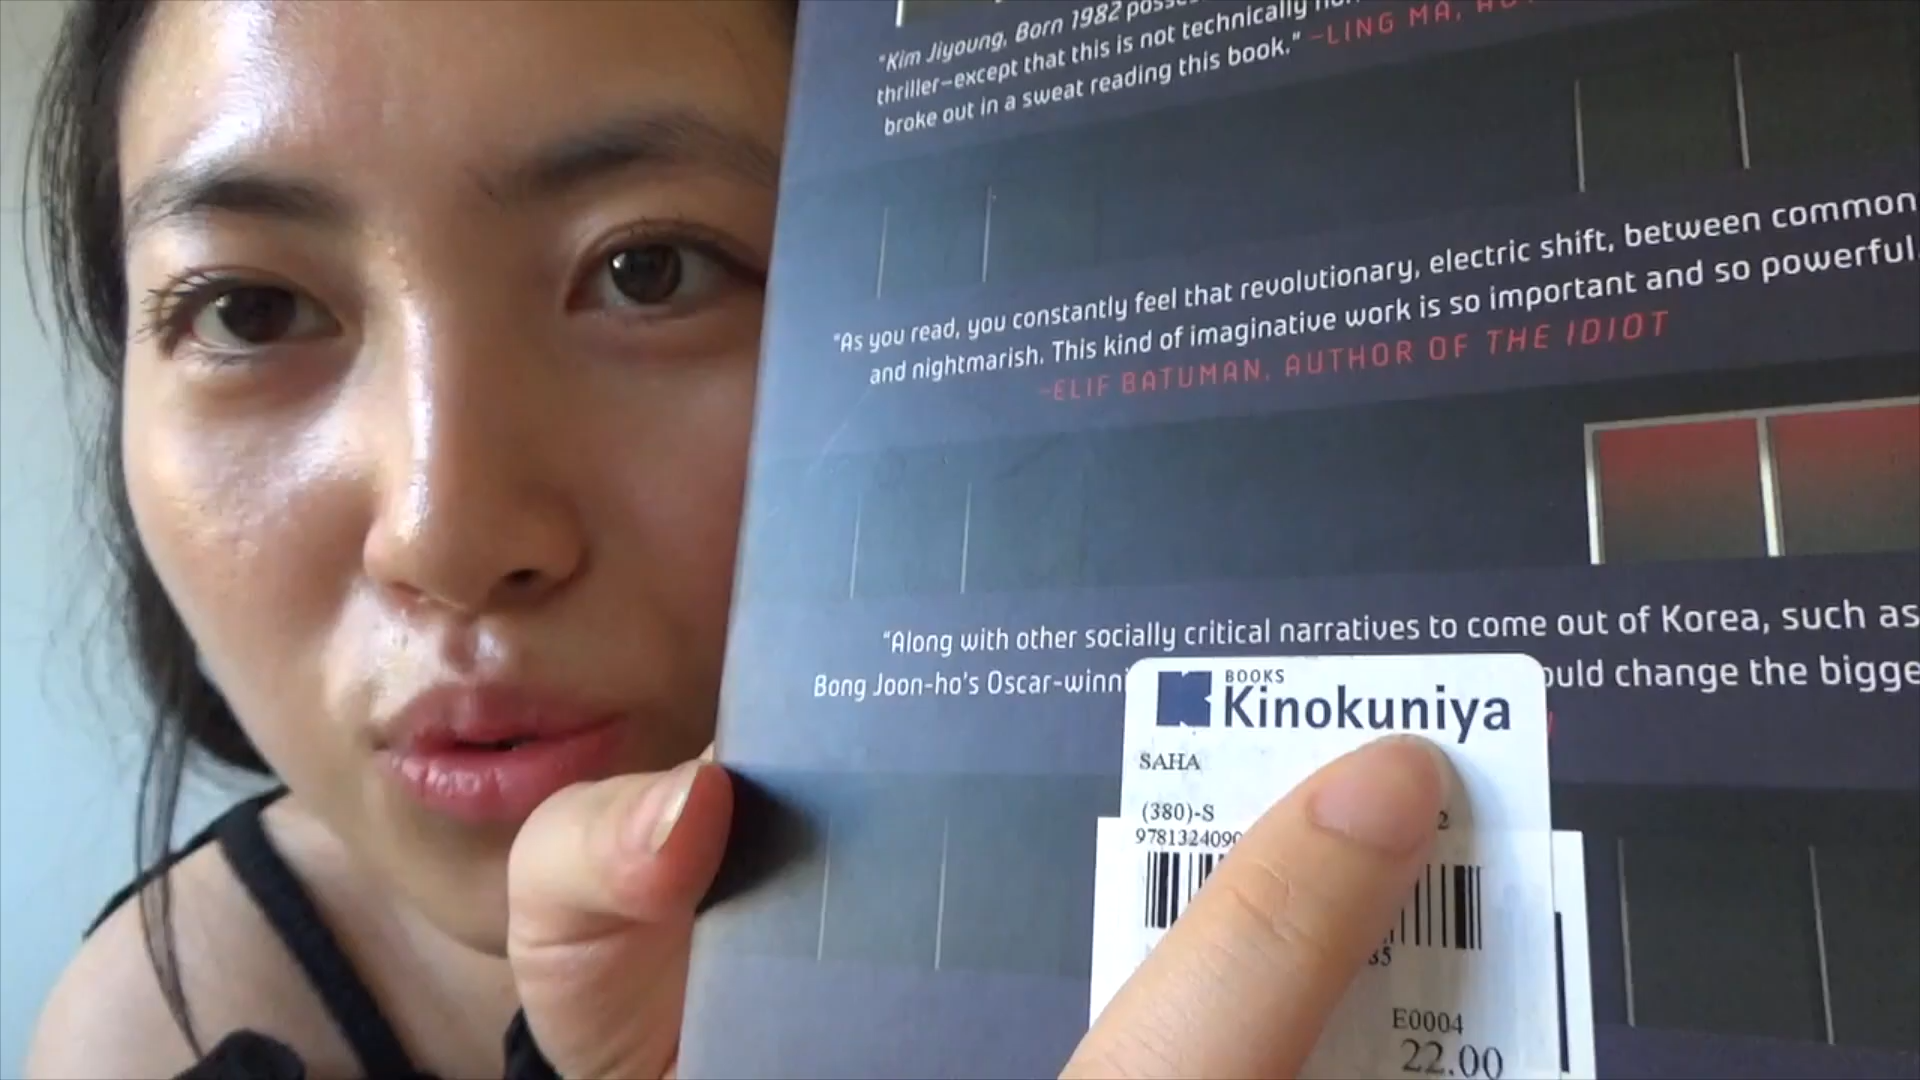 "Kim Jiyoung, Born 1982
thriller–except that this is not technically
broke out in a sweat reading this book." –LING MA,
"As you read, you constantly feel that revolutionary, electric shift, between common
and nightmarish. This kind of imaginative work is so important and so powerful.
–ELIF BATUMAN, AUTHOR OF THE IDIOT
"Along with other socially critical narratives to come out of Korea, such as
Bong Joon-ho's change the
BOOKS
Kinokuniya
SAHA
(380)-S
2
35
E0004
22.00